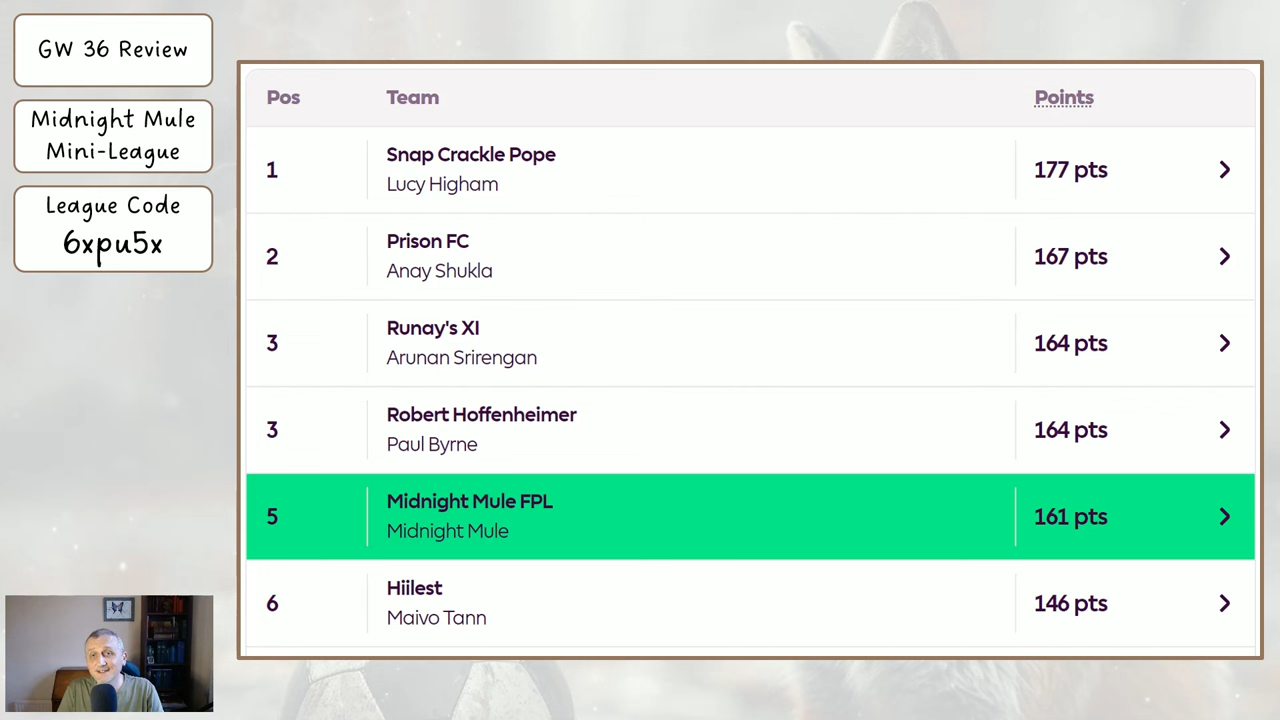 GW 36 Review
Midnight Mule
Mini-League
League Code
6xpu5x
Pos Team Points
1 Snap Crackle Pope 177 pts
Lucy Higham
2 Prison FC 167 pts
Anay Shukla
3 Runay's XI 164 pts
Arunan Srirengan
3 Robert Hoffenheimer 164 pts
Paul Byrne
5 Midnight Mule FPL 161 pts
Midnight Mule
6 Hiilest 146 pts
Maivo Tann